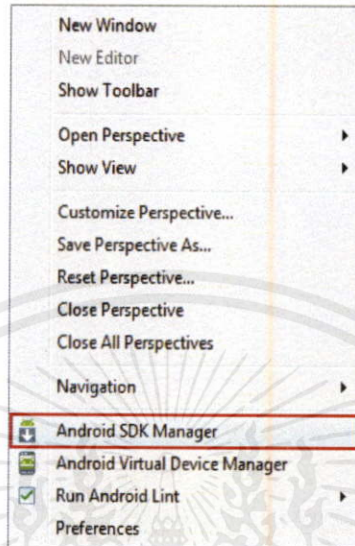 New Window
New Editor
Show Toolbar
Open Perspective
Show View
Customize Perspective...
Save Perspective As...
Reset Perspective...
Close Perspective
Close All Perspectives
Navigation
Android SDK Manager
Android Virtual Device Manager
Run Android Lint
Preferences